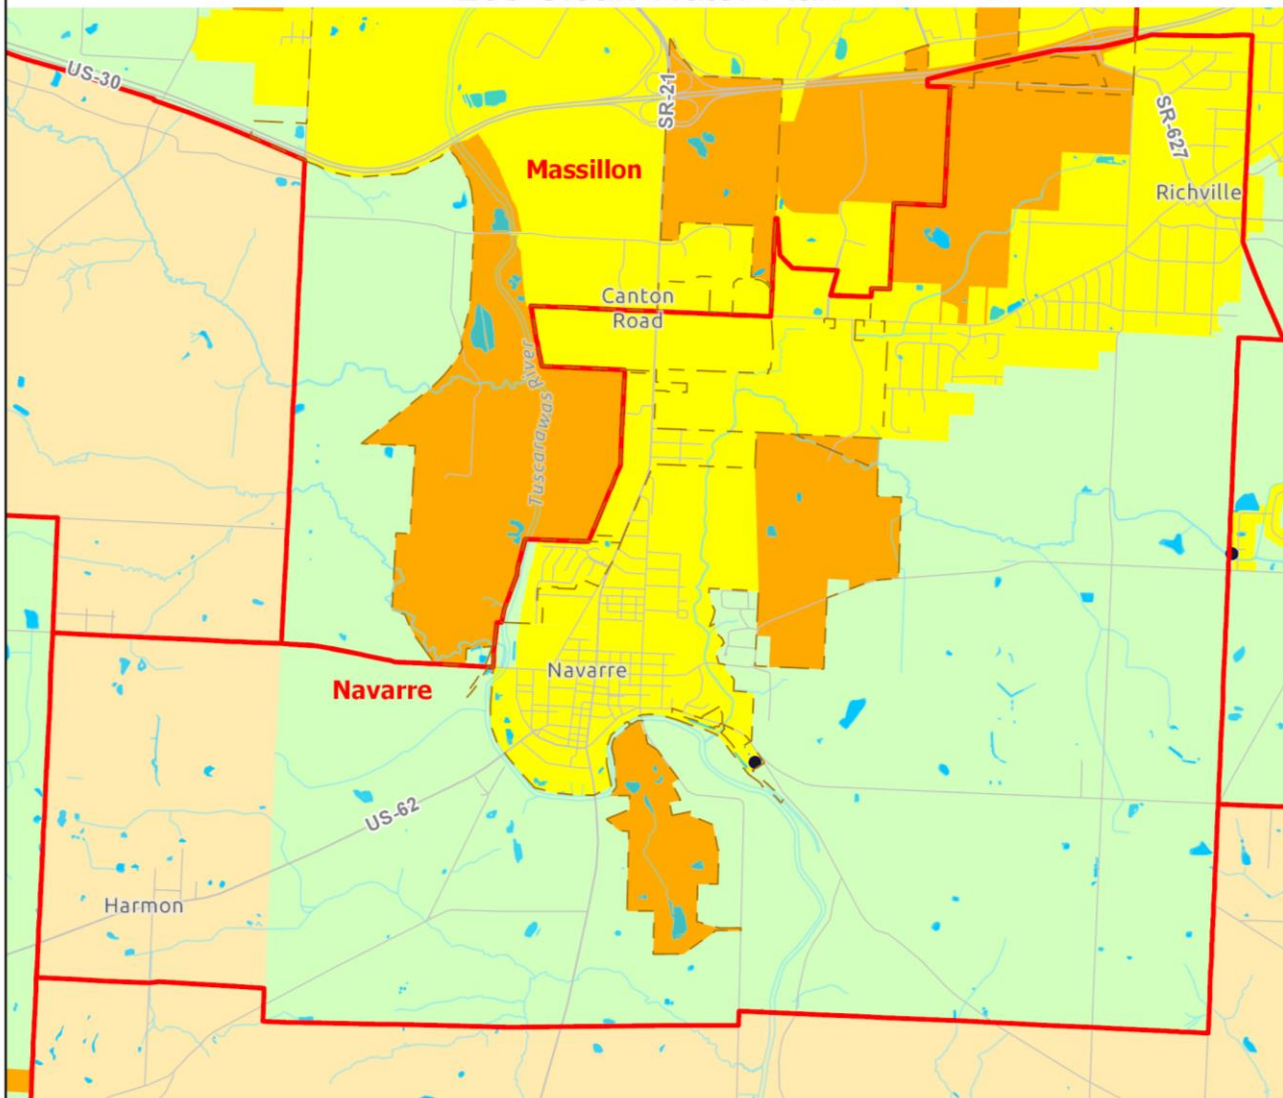 US-30
SR-21
SR-627
Massillon
Richville
Canton
Road
Tuscarawas River
Navarre
Navarre
US-62
Harmon